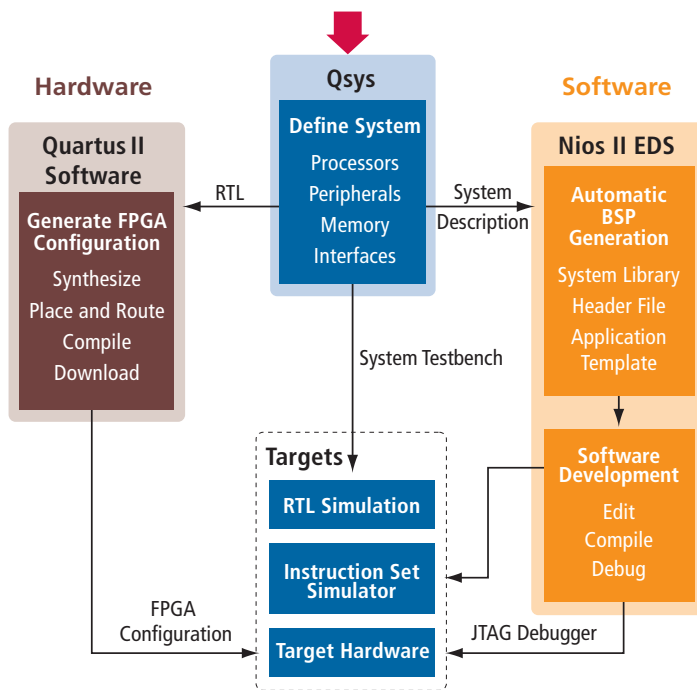 Hardware
Qsys
Software
Quartus II
Software
Generate FPGA
Configuration
Synthesize
Place and Route
Compile
Download
RTL
Define System
Processors
Peripherals
Memory
Interfaces
System
Description
Nios II EDS
Automatic
BSP
Generation
System Library
Header File
Application
Template
System Testbench
Software
Development
Edit
Compile
Debug
Targets
RTL Simulation
Instruction Set
Simulator
Target Hardware
FPGA
Configuration
JTAG Debugger